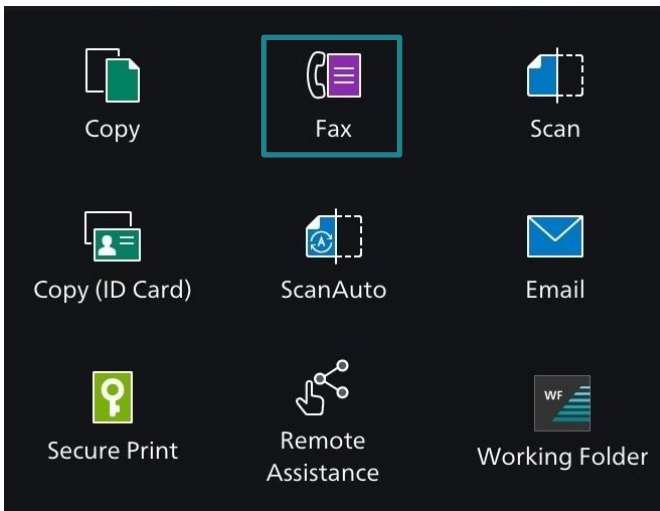 Copy
Fax
Scan
Copy (ID Card)
ScanAuto
Email
Secure Print
Remote
Assistance
WF
Working Folder